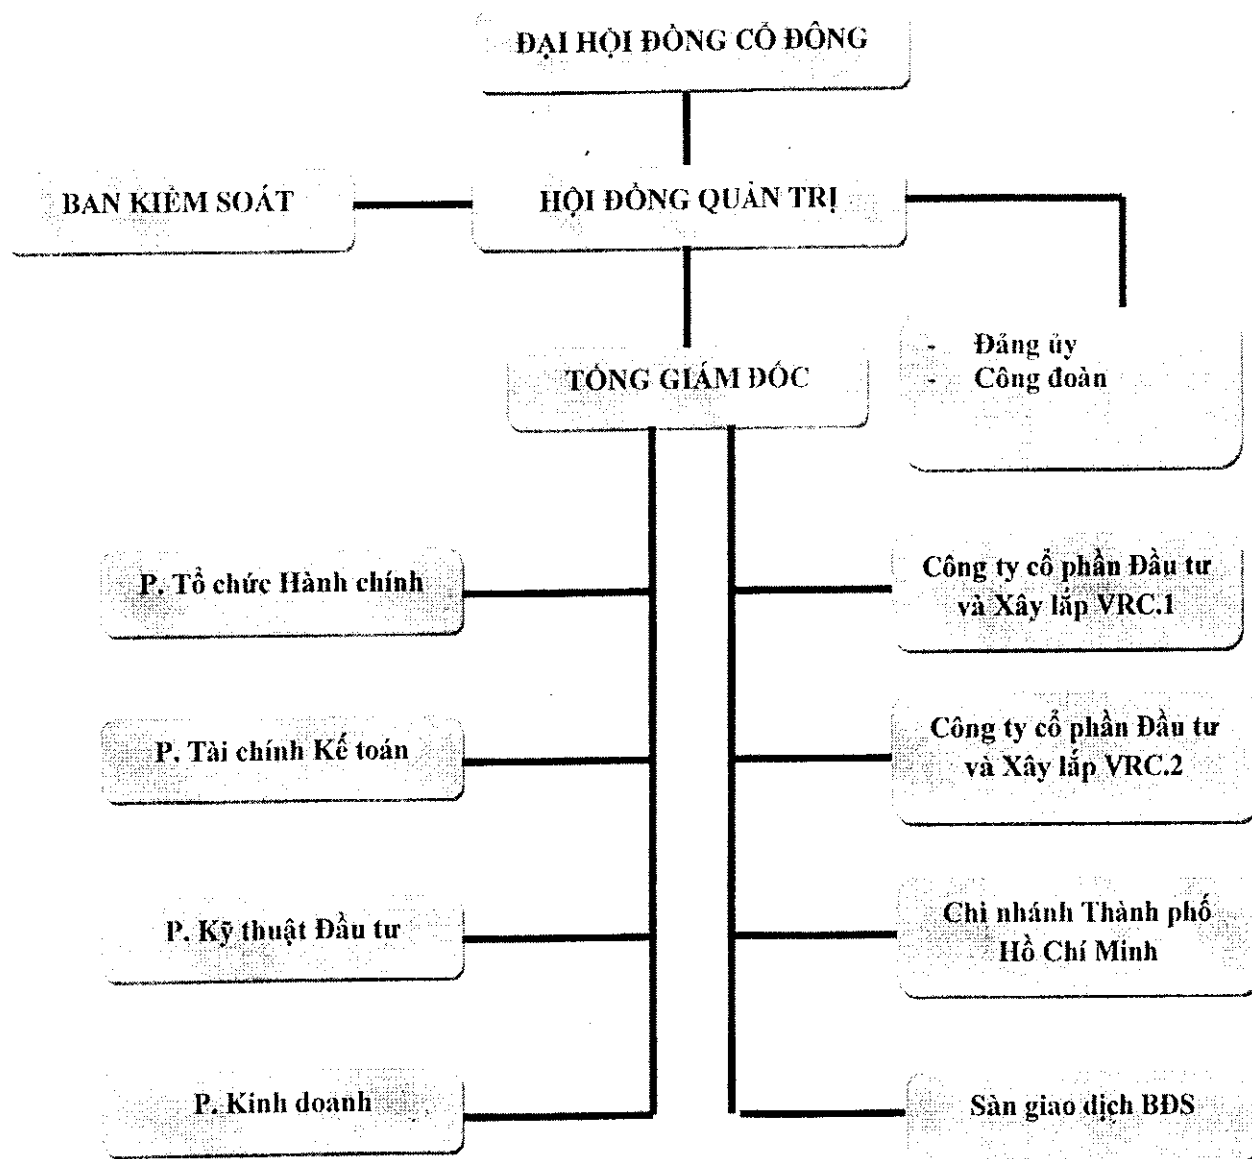 ĐẠI HỘI ĐỒNG CỔ ĐÔNG
BAN KIỂM SOÁT
HỘI ĐỒNG QUẢN TRỊ
- Đảng ủy
- Công đoàn
TỔNG GIÁM ĐỐC
P. Tổ chức Hành chính
Công ty cổ phần Đầu tư
và Xây lắp VRC.1
P. Tài chính Kế toán
Công ty cổ phần Đầu tư
và Xây lắp VRC.2
P. Kỹ thuật Đầu tư
Chi nhánh Thành phố
Hồ Chí Minh
P. Kinh doanh
Sàn giao dịch BĐS